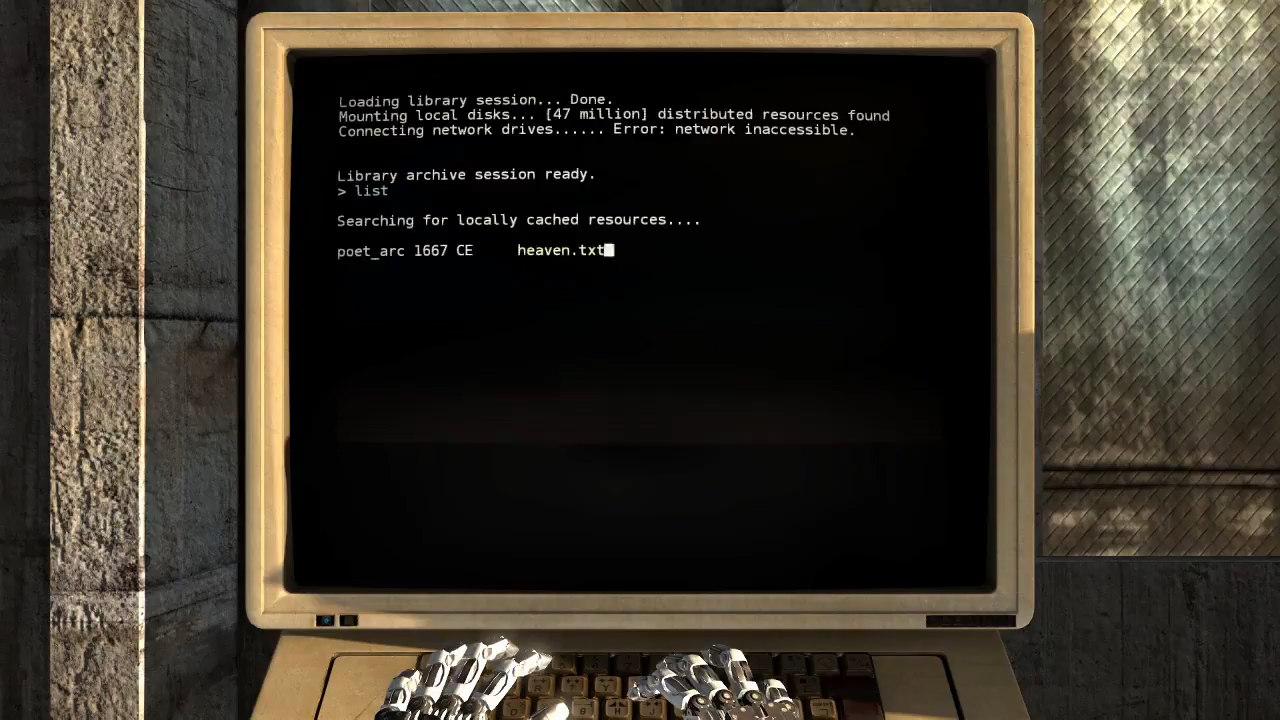 Loading library session... Done.
Mounting local disks... [47 million] distributed resources found
Connecting network drives...... Error: network inaccessible.
Library archive session ready.
> list
Searching for locally cached resources....
poet_arc 1667 CE heaven.txt